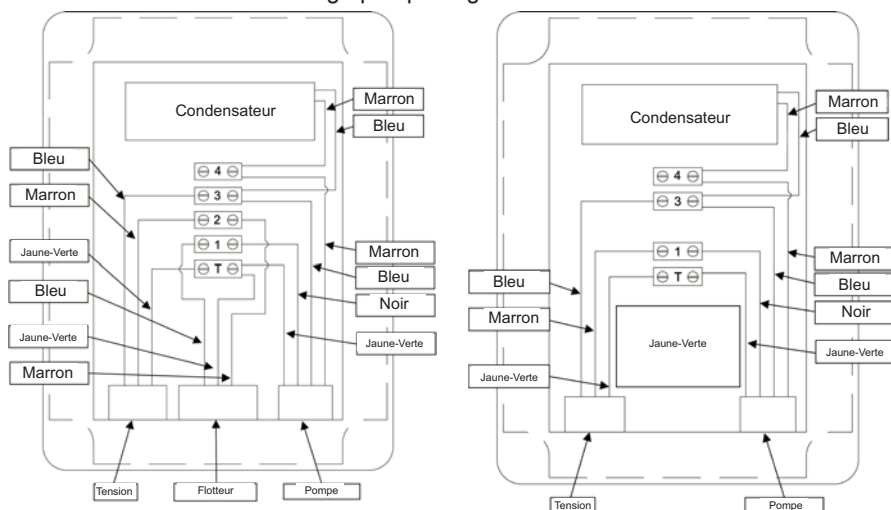 Condensateur
Marron
Bleu
4
3
2
1
T
Bleu
Marron
Jaune-Verte
Bleu
Jaune-Verte
Marron
Marron
Bleu
Noir
Jaune-Verte
Tension
Flotteur
Pompe
Condensateur
Marron
Bleu
4
3
1
T
Bleu
Marron
Jaune-Verte
Jaune-Verte
Marron
Bleu
Noir
Jaune-Verte
Tension
Pompe